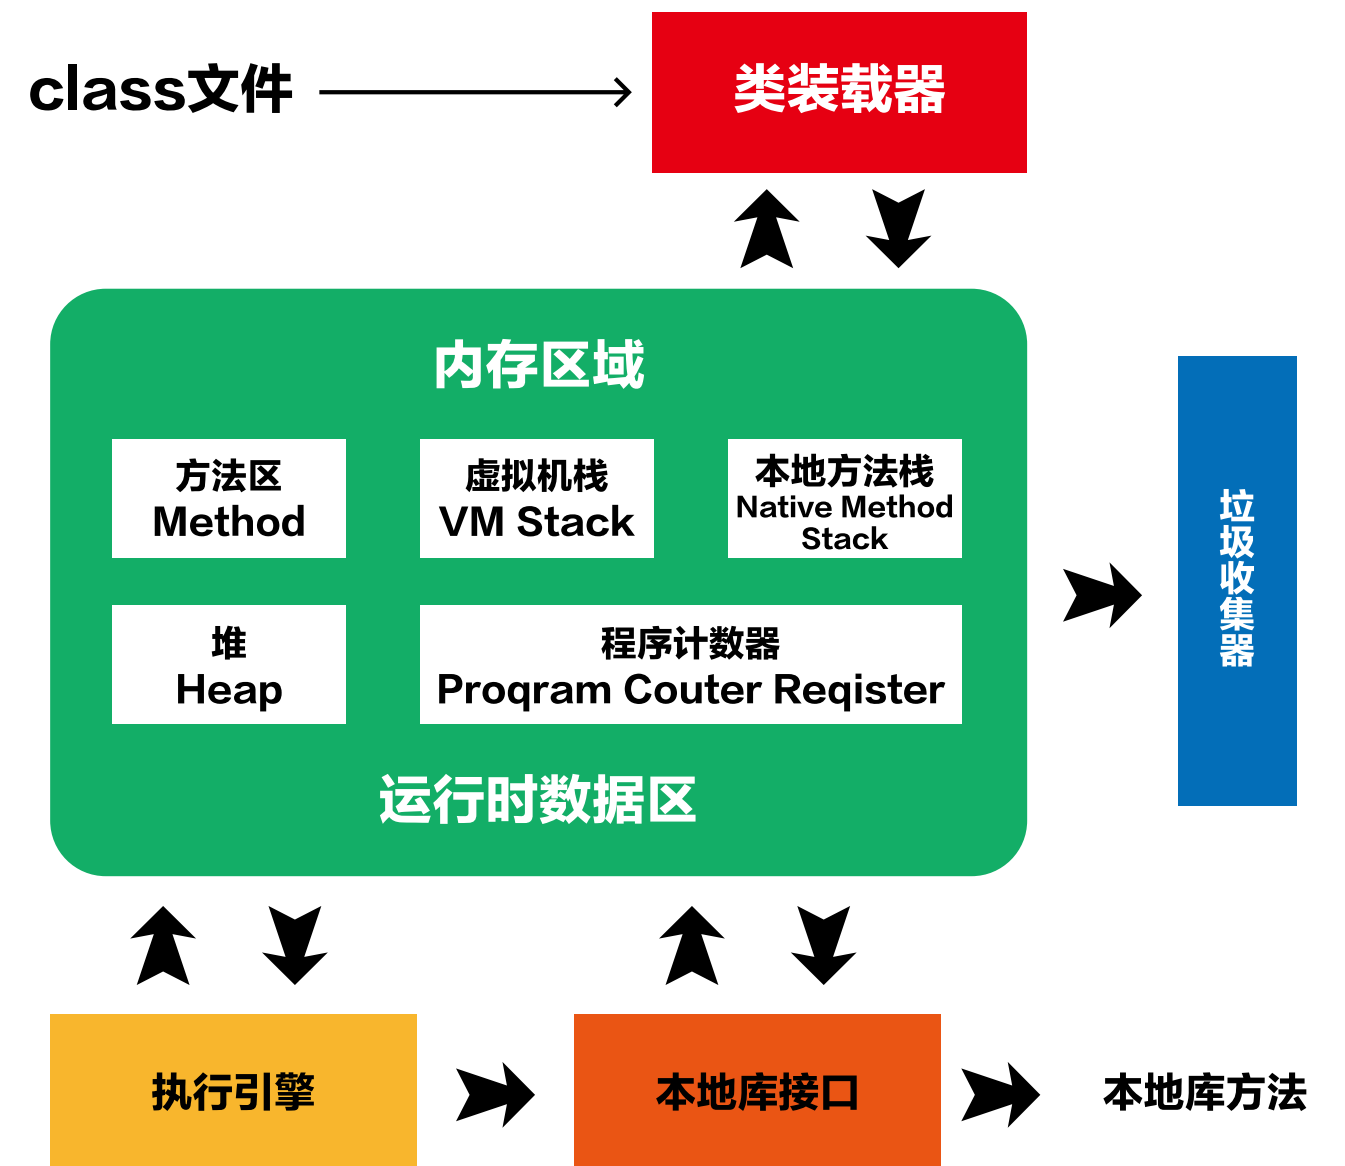 class文件
类装载器
内存区域
方法区
Method
虚拟机栈
VM Stack
本地方法栈
Native Method
Stack
堆
Heap
程序计数器
Proqram Couter Reqister
运行时数据区
垃圾收集器
执行引擎
本地库接口
本地库方法